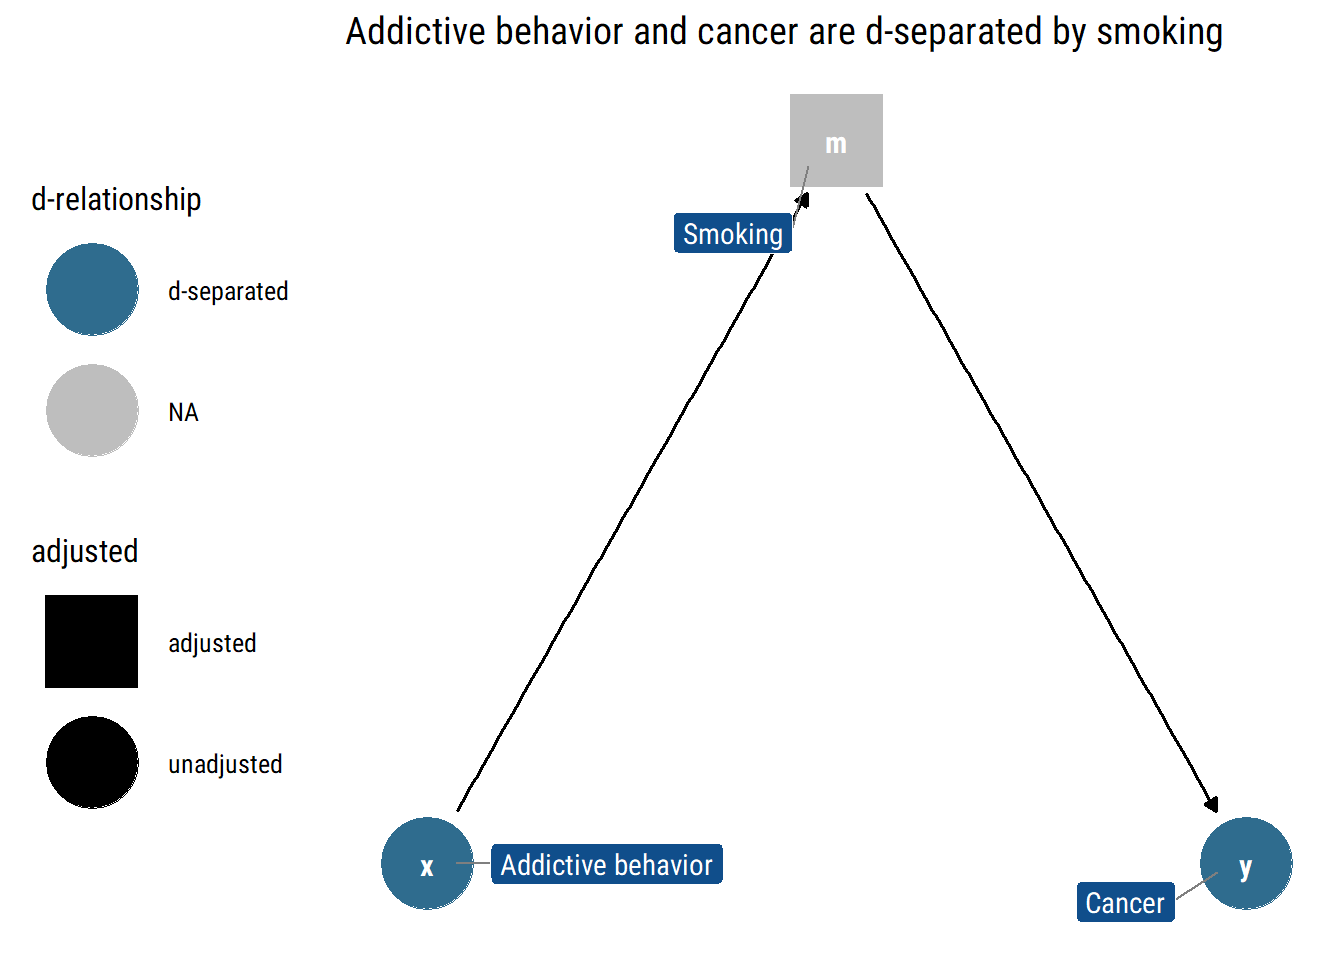 Addictive behavior and cancer are d-separated by smoking
d-relationship
d-separated
NA
adjusted
adjusted
unadjusted
m
Smoking
x
Addictive behavior
y
Cancer